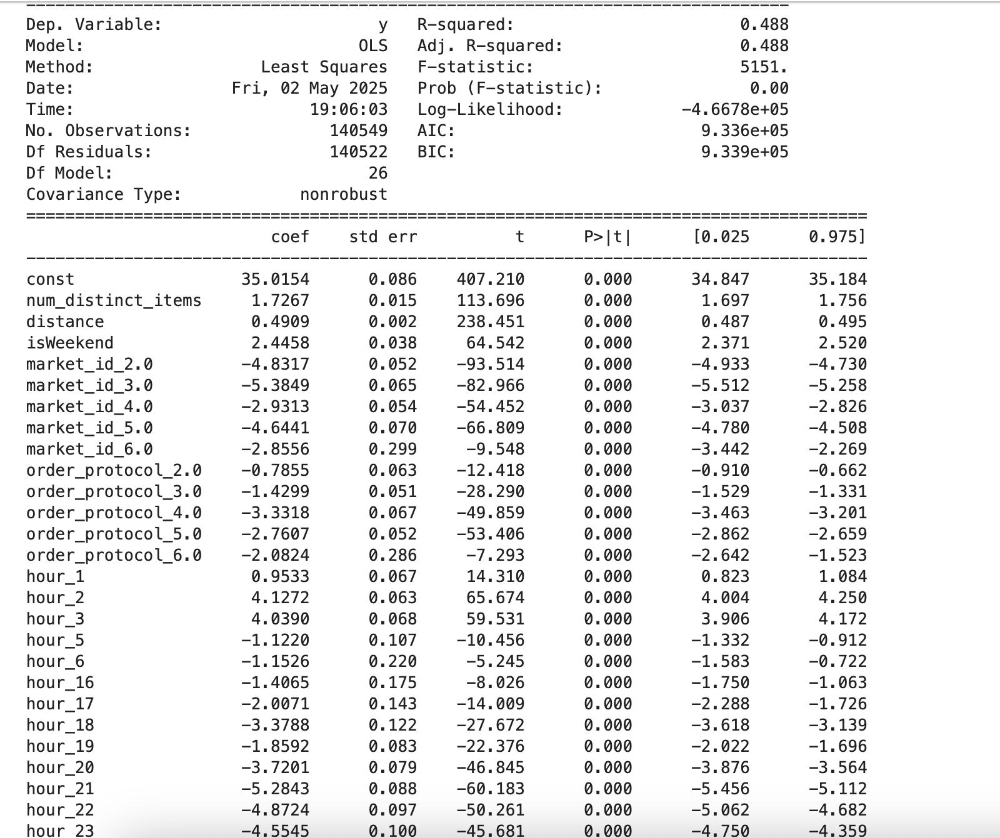 Dep. Variable: y R-squared: 0.488
Model: OLS Adj. R-squared: 0.488
Method: Least Squares F-statistic: 5151.
Date: Fri, 02 May 2025 Prob (F-statistic): 0.00
Time: 19:06:03 Log-Likelihood: -4.6678e+05
No. Observations: 140549 AIC: 9.336e+05
Df Residuals: 140522 BIC: 9.339e+05
Df Model: 26
Covariance Type: nonrobust
coef std err t P>|t| [0.025 0.975]
const 35.0154 0.086 407.210 0.000 34.847 35.184
num_distinct_items 1.7267 0.015 113.696 0.000 1.697 1.756
distance 0.4909 0.002 238.451 0.000 0.487 0.495
isWeekend 2.4458 0.038 64.542 0.000 2.371 2.520
market_id_2.0 -4.8317 0.052 -93.514 0.000 -4.933 -4.730
market_id_3.0 -5.3849 0.065 -82.966 0.000 -5.512 -5.258
market_id_4.0 -2.9313 0.054 -54.452 0.000 -3.037 -2.826
market_id_5.0 -4.6441 0.070 -66.809 0.000 -4.780 -4.508
market_id_6.0 -2.8556 0.299 -9.548 0.000 -3.442 -2.269
order_protocol_2.0 -0.7855 0.063 -12.418 0.000 -0.910 -0.662
order_protocol_3.0 -1.4299 0.051 -28.290 0.000 -1.529 -1.331
order_protocol_4.0 -3.3318 0.067 -49.859 0.000 -3.463 -3.201
order_protocol_5.0 -2.7607 0.052 -53.406 0.000 -2.862 -2.659
order_protocol_6.0 -2.0824 0.286 -7.293 0.000 -2.642 -1.523
hour_1 0.9533 0.067 14.310 0.000 0.823 1.084
hour_2 4.1272 0.063 65.674 0.000 4.004 4.250
hour_3 4.0390 0.068 59.531 0.000 3.906 4.172
hour_5 -1.1220 0.107 -10.456 0.000 -1.332 -0.912
hour_6 -1.1526 0.220 -5.245 0.000 -1.583 -0.722
hour_16 -1.4065 0.175 -8.026 0.000 -1.750 -1.063
hour_17 -2.0071 0.143 -14.009 0.000 -2.288 -1.726
hour_18 -3.3788 0.122 -27.672 0.000 -3.618 -3.139
hour_19 -1.8592 0.083 -22.376 0.000 -2.022 -1.696
hour_20 -3.7201 0.079 -46.845 0.000 -3.876 -3.564
hour_21 -5.2843 0.088 -60.183 0.000 -5.456 -5.112
hour_22 -4.8724 0.097 -50.261 0.000 -5.062 -4.682
hour_23 -4.5545 0.100 -45.681 0.000 -4.750 -4.359